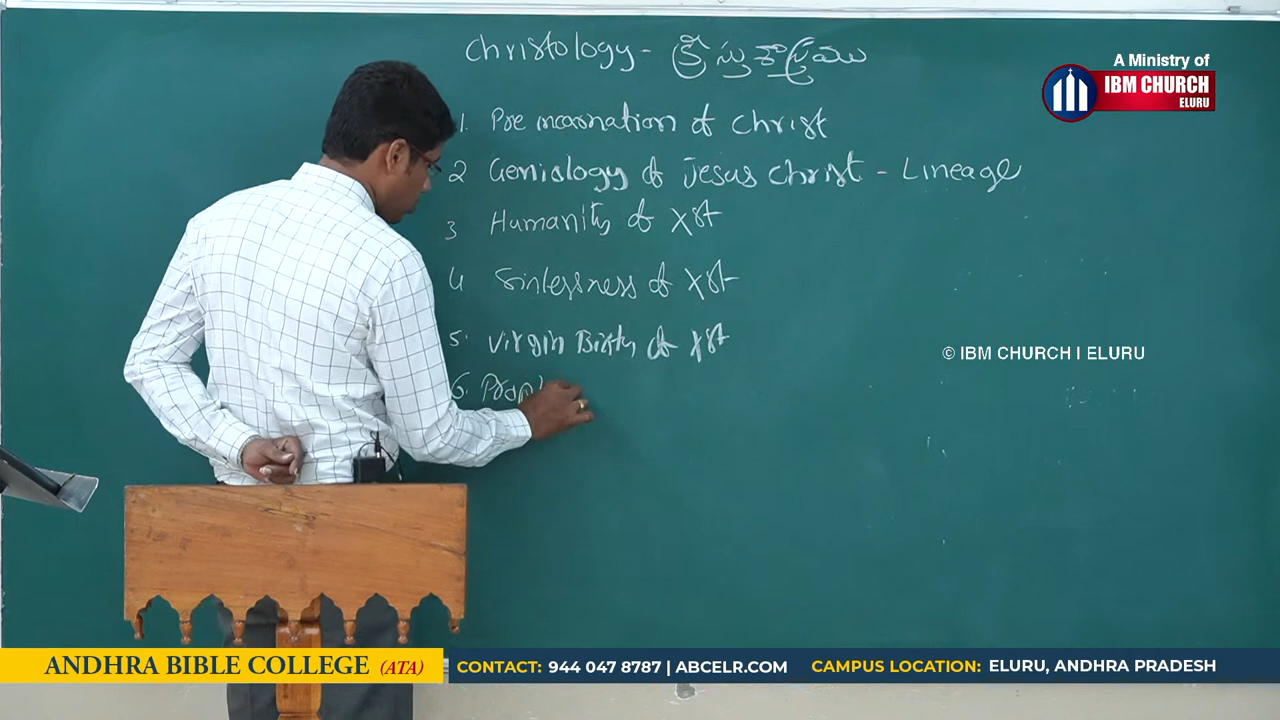 Christology - క్రీస్తుశాస్త్రము
1. Pre incarnation of Christ
2 Geniology of Jesus Christ - Lineage
3 Humanity of Xst
4 Sinlessness of Xst
5. Virgin Birth of Xst
6. Prop
A Ministry of
IBM CHURCH
ELURU
© IBM CHURCH I ELURU
ANDHRA BIBLE COLLEGE (ATA)
CONTACT: 944 047 8787 | ABCELR.COM CAMPUS LOCATION: ELURU, ANDHRA PRADESH